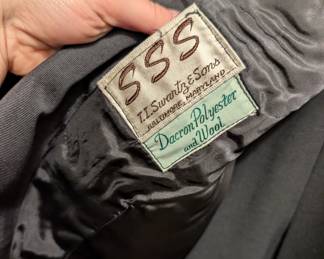 SSS
I.I. Swartz & Sons
BALTIMORE, MARYLAND
Dacron Polyester
and Wool